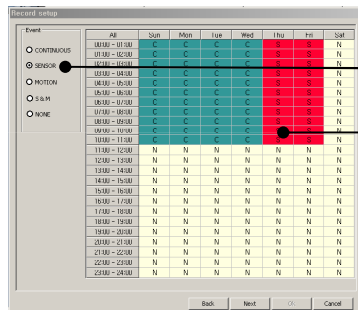 Record setup
Event
CONTINUOUS
SENSOR
MOTION
S & M
NONE
All Sun Mon Tue Wed Thu Fri Sat
00:00 - 01:00 C C C C S S N
01:00 - 02:00 C C C C S S N
02:00 - 03:00 C C C C S S N
03:00 - 04:00 C C C C S S N
04:00 - 05:00 C C C C S S N
05:00 - 06:00 C C C C S S N
06:00 - 07:00 C C C C S S N
07:00 - 08:00 C C C C S S N
08:00 - 09:00 C C C C S S N
09:00 - 10:00 C C C C S N
10:00 - 11:00 C C C C S S N
11:00 - 12:00 N N N N N N N
12:00 - 13:00 N N N N N N N
13:00 - 14:00 N N N N N N N
14:00 - 15:00 N N N N N N N
15:00 - 16:00 N N N N N N N
16:00 - 17:00 N N N N N N N
17:00 - 18:00 N N N N N N N
18:00 - 19:00 N N N N N N N
19:00 - 20:00 N N N N N N N
20:00 - 21:00 N N N N N N N
21:00 - 22:00 N N N N N N N
22:00 - 23:00 N N N N N N N
23:00 - 24:00 N N N N N N N
Back Next Ok Cancel